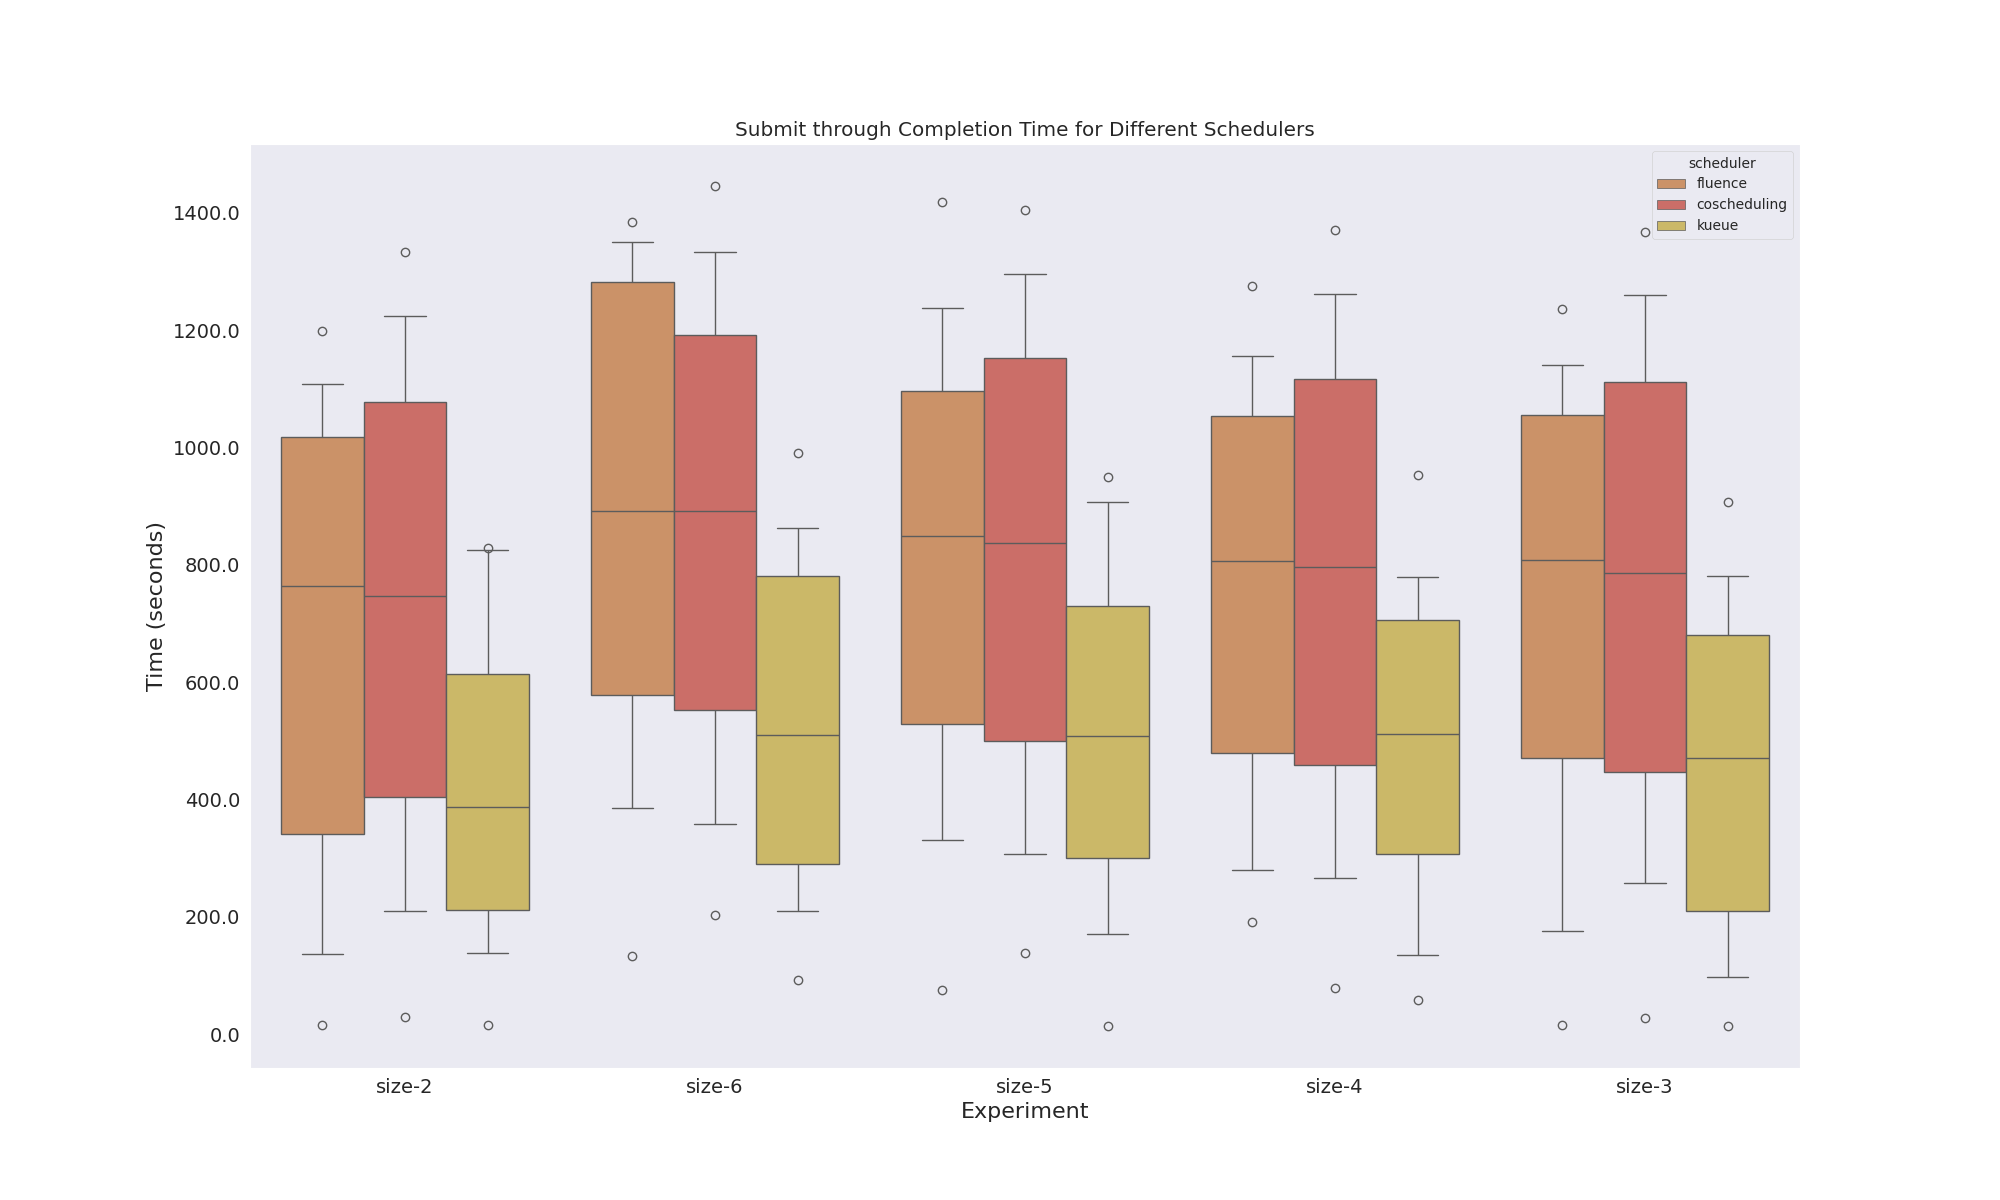 Submit through Completion Time for Different Schedulers
scheduler
fluence
coscheduling
kueue
Time (seconds)
1400.0
1200.0
1000.0
800.0
600.0
400.0
200.0
0.0
size-2
size-6
size-5
size-4
size-3
Experiment